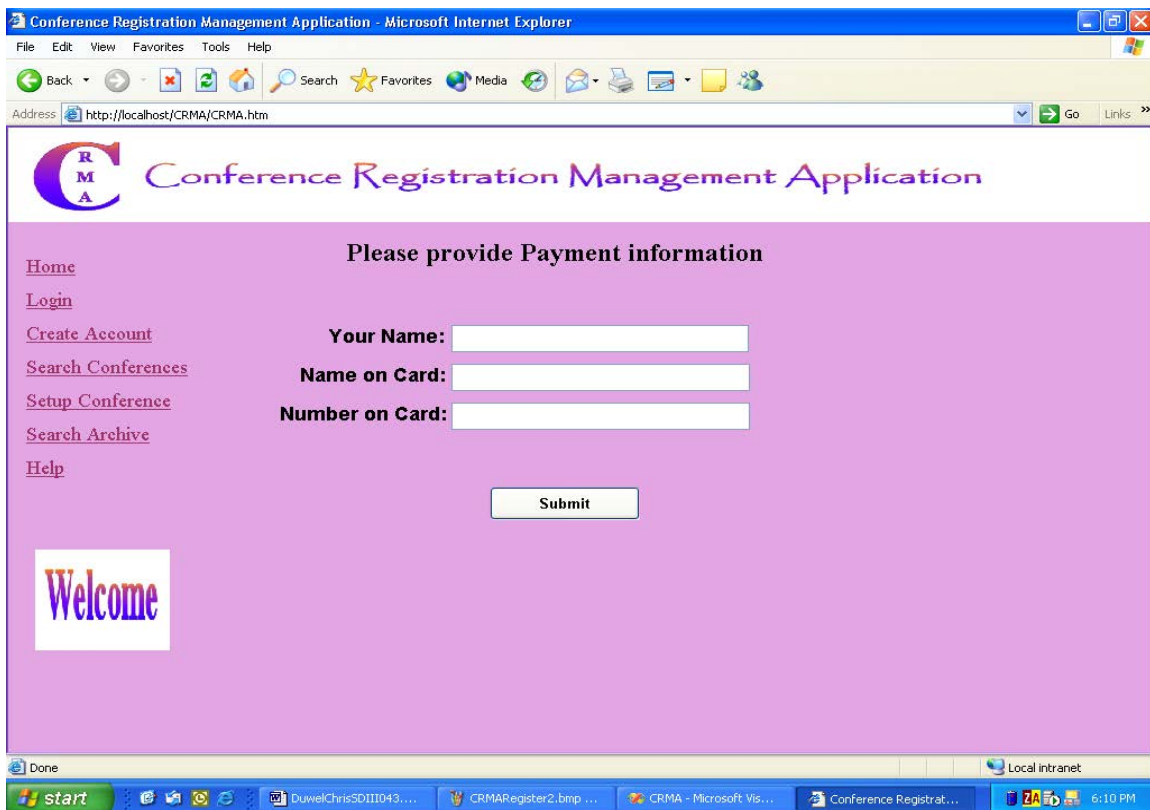 Conference Registration Management Application - Microsoft Internet Explorer
File Edit View Favorites Tools Help
Back Search Favorites Media
Address http://localhost/CRMA/CRMA.htm Go Links »
C R M A Conference Registration Management Application
Please provide Payment information
Home
Login
Create Account
Search Conferences
Setup Conference
Search Archive
Help
Your Name:
Name on Card:
Number on Card:
Submit
Welcome
Done Local intranet
start DuwelChrisSDIII043.... CRMARegister2.bmp ... CRMA - Microsoft Vis... Conference Registrat... ZA 6:10 PM